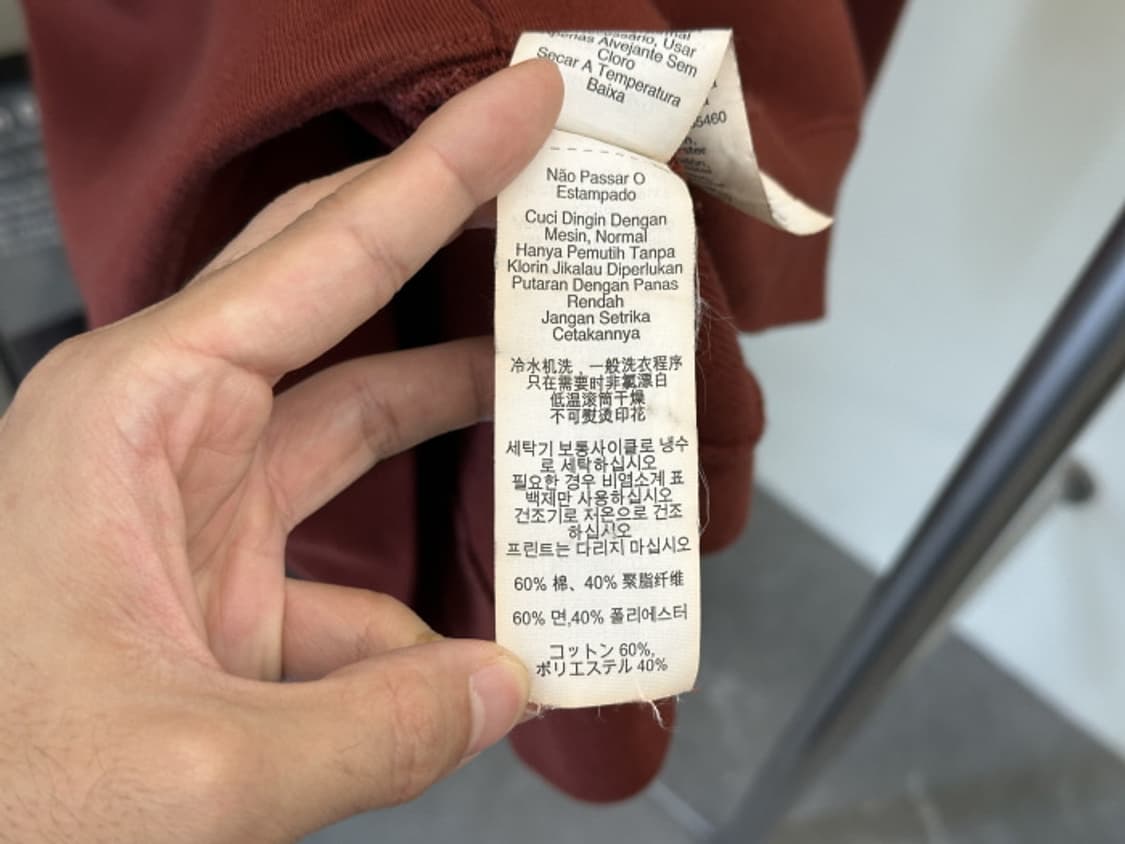 Usar
Alvejante Sem
Cloro
Secar A Temperatura
Baixa
Não Passar O
Estampado
Cuci Dingin Dengan
Mesin, Normal
Hanya Pemutih Tanpa
Klorin Jikalau Diperlukan
Putaran Dengan Panas
Rendah
Jangan Setrika
Cetakannya
冷水机洗，一般洗衣程序
只在需要时非氯漂白
低温滚筒干燥
不可熨烫印花
세탁기 보통사이클로 냉수
로 세탁하십시오
필요한 경우 비염소계 표
백제만 사용하십시오
건조기로 저온으로 건조
하십시오
프린트는 다리지 마십시오
60% 棉、40% 聚脂纤维
60% 면,40% 폴리에스터
コットン 60%,
ポリエステル 40%